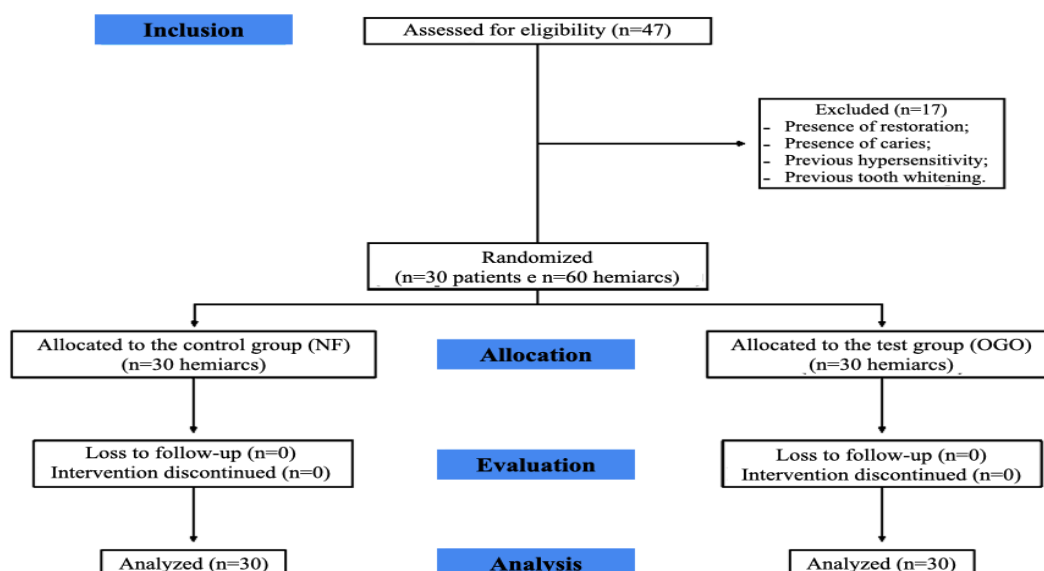 Inclusion
Assessed for eligibility (n=47)
Excluded (n=17)
- Presence of restoration;
- Presence of caries;
- Previous hypersensitivity;
- Previous tooth whitening.
Randomized
(n=30 patients e n=60 hemiarcs)
Allocated to the control group (NF)
(n=30 hemiarcs)
Allocation
Allocated to the test group (OGO)
(n=30 hemiarcs)
Loss to follow-up (n=0)
Intervention discontinued (n=0)
Evaluation
Loss to follow-up (n=0)
Intervention discontinued (n=0)
Analyzed (n=30)
Analysis
Analyzed (n=30)